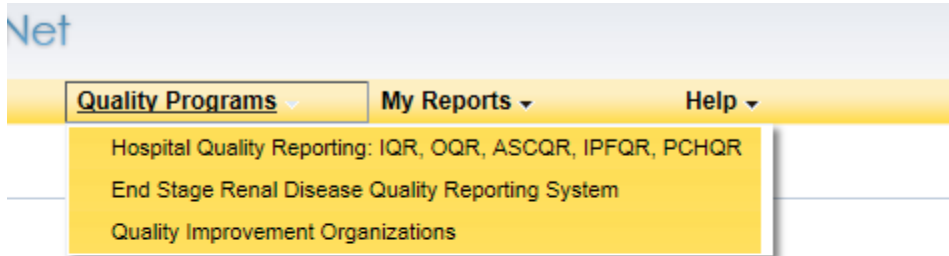 Net
Quality Programs My Reports Help
Hospital Quality Reporting: IQR, OQR, ASCQR, IPFQR, PCHQR
End Stage Renal Disease Quality Reporting System
Quality Improvement Organizations